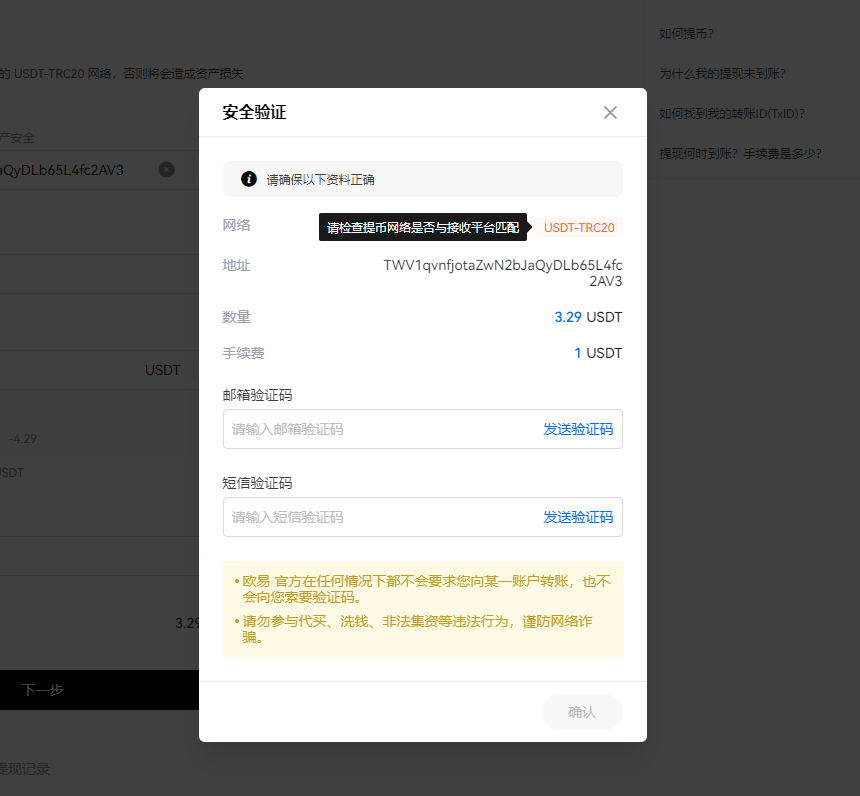 如何提币?
的 USDT-TRC20 网络，否则将会造成资产损失
为什么我的提现未到账?
安全验证
如何找到我的转账ID(TxID)?
产安全
提现何时到账? 手续费是多少?
aQyDLb65L4fc2AV3
请确保以下资料正确
网络
请检查提币网络是否与接收平台匹配
USDT-TRC20
地址
TWV1qvnfjotaZwN2bJaQyDLb65L4fc
2AV3
数量
3.29 USDT
手续费
1 USDT
USDT
邮箱验证码
请输入邮箱验证码
发送验证码
-4.29
USDT
短信验证码
请输入短信验证码
发送验证码
• 欧易 官方在任何情况下都不会要求您向某一账户转账，也不
会向您索要验证码。
• 请勿参与代买、洗钱、非法集资等违法行为，谨防网络诈
骗。
3.29
下一步
确认
提现记录